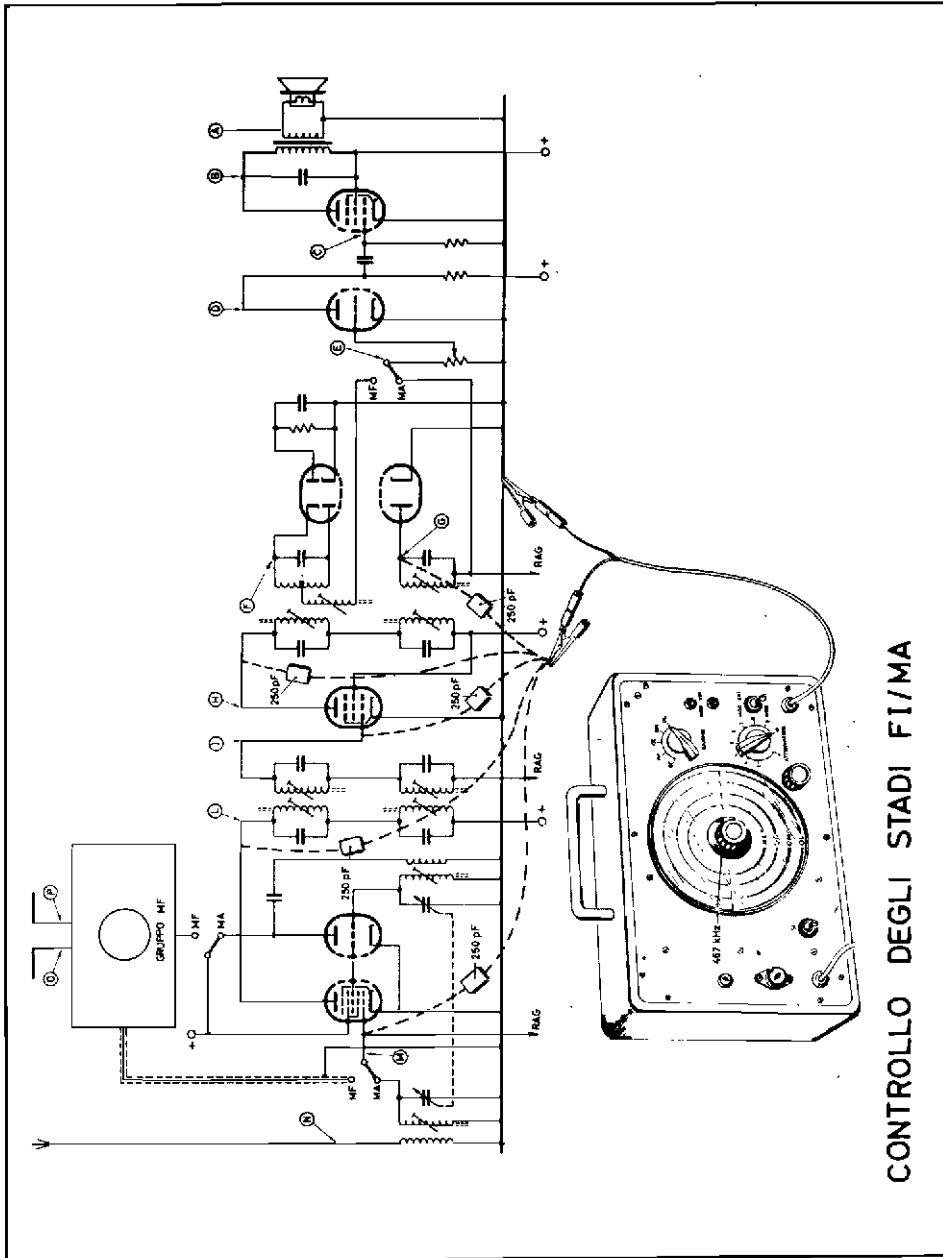 CONTROLLO DEGLI STADI FI/MA
A
B
C
D
E
MF
MA
F
G
250 pF
RAG
H
250 pF
250 pF
+
+
+
I
L
RAG
+
250 pF
250 pF
P
O
GRUPPO MF
MF
MA
+
RAG
M
MF
MA
N
467 kHz